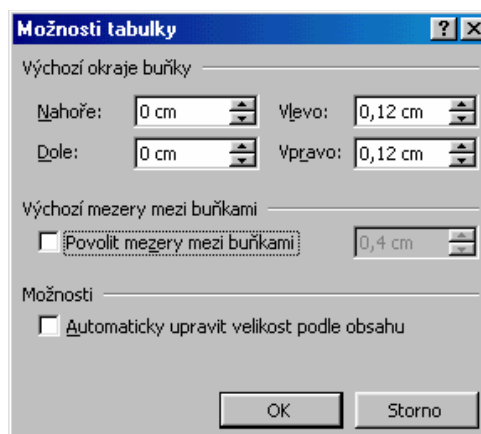 Možnosti tabulky
Výchozí okraje buňky
Nahoře: 0 cm Vlevo: 0,12 cm
Dole: 0 cm Vpravo: 0,12 cm
Výchozí mezery mezi buňkami
Povolit mezery mezi buňkami 0,4 cm
Možnosti
Automaticky upravit velikost podle obsahu
OK Storno